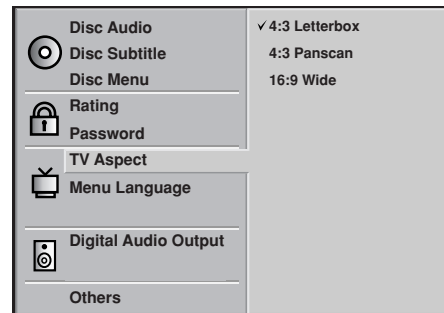 Disc Audio
Disc Subtitle
Disc Menu
Rating
Password
TV Aspect
Menu Language
Digital Audio Output
Others
✓ 4:3 Letterbox
4:3 Panscan
16:9 Wide